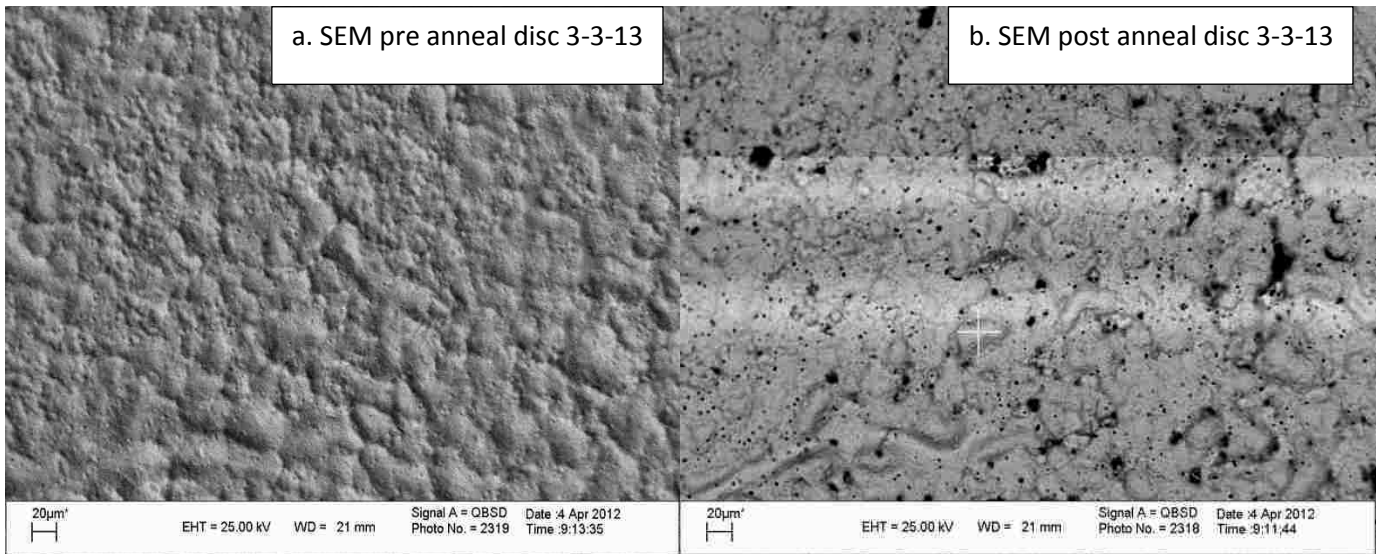 a. SEM pre anneal disc 3-3-13
b. SEM post anneal disc 3-3-13
20µm*
EHT = 25.00 kV
WD = 21 mm
Signal A = QBSD
Photo No. = 2319
Date :4 Apr 2012
Time :9:13:35
20µm*
EHT = 25.00 kV
WD = 21 mm
Signal A = QBSD
Photo No. = 2318
Date :4 Apr 2012
Time :9:11:44